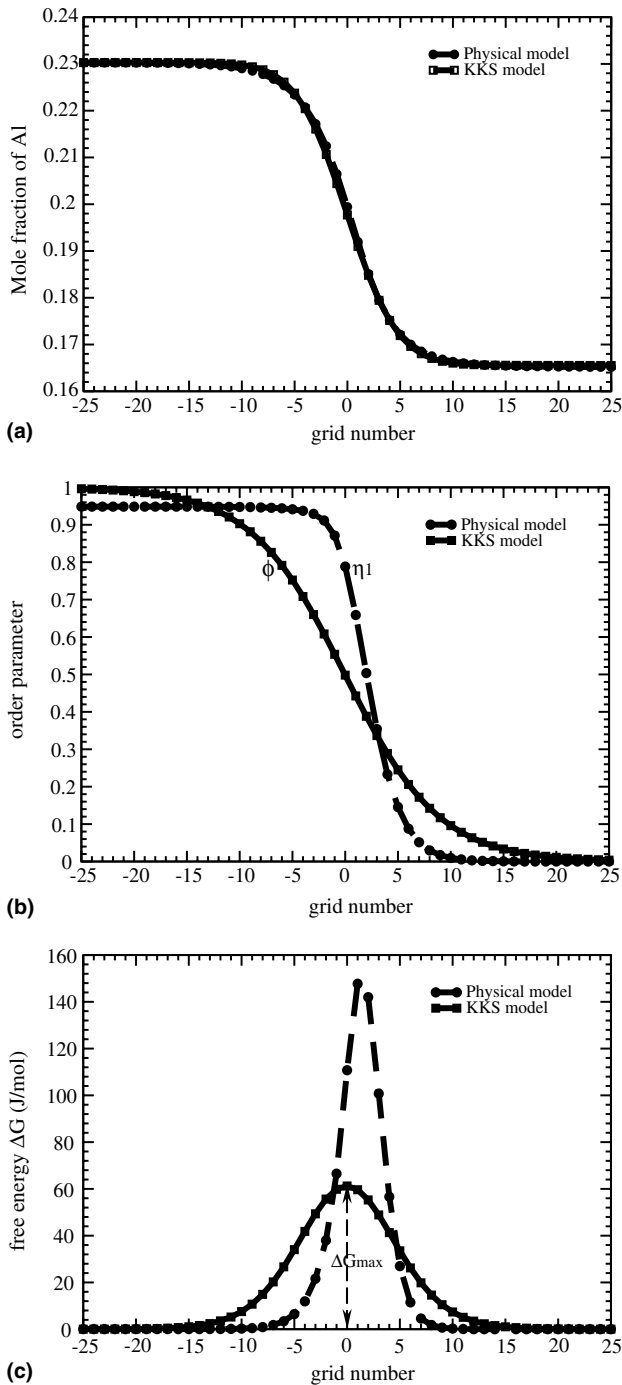 0.24
0.23
0.22
0.21
0.2
0.19
0.18
0.17
0.16
Mole fraction of Al
Physical model
KKS model
-25 -20 -15 -10 -5 0 5 10 15 20 25
grid number
(a)
1
0.9
0.8
0.7
0.6
0.5
0.4
0.3
0.2
0.1
0
order parameter
Physical model
KKS model
ϕ
η1
-25 -20 -15 -10 -5 0 5 10 15 20 25
grid number
(b)
160
140
120
100
80
60
40
20
0
free energy ΔG (J/mol)
Physical model
KKS model
ΔGmax
-25 -20 -15 -10 -5 0 5 10 15 20 25
grid number
(c)